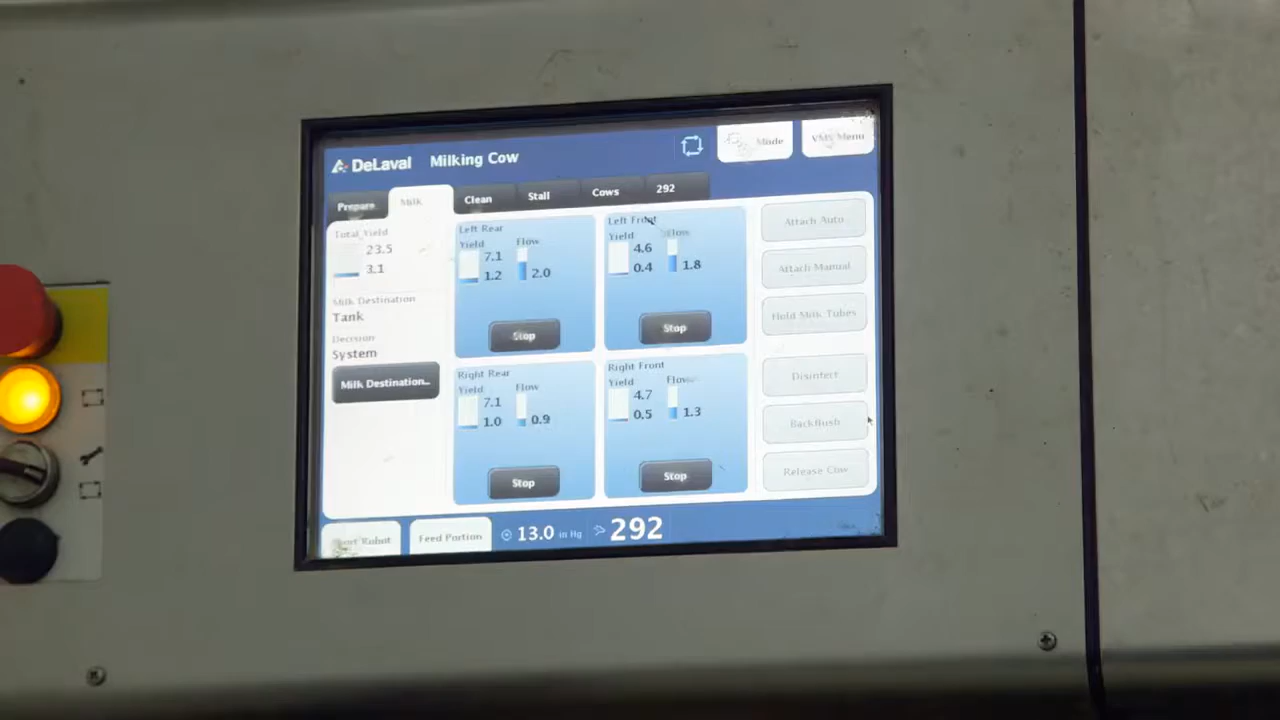 DeLaval Milking Cow
Mode
VMS Menu
Prepare
Milk
Clean
Stall
Cows
292
Total Yield
23.5
3.1
Milk Destination
Tank
Decision
System
Milk Destination...
Left Rear
Yield Flow
7.1
1.2 2.0
Stop
Left Front
Yield Flow
4.6
0.4 1.8
Stop
Right Rear
Yield Flow
7.1
1.0 0.9
Stop
Right Front
Yield Flow
4.7
0.5 1.3
Stop
Attach Auto
Attach Manual
Hold Milk Tubes
Disinfect
Backflush
Release Cow
Robot
Feed Portion
13.0 in Hg
292